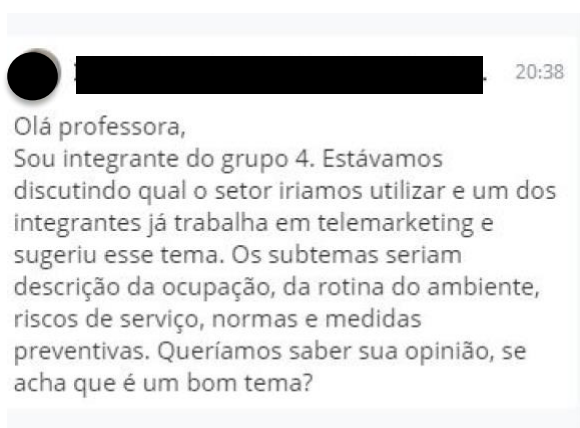 20:38
Olá professora,
Sou integrante do grupo 4. Estávamos
discutindo qual o setor iriamos utilizar e um dos
integrantes já trabalha em telemarketing e
sugeriu esse tema. Os subtemas seriam
descrição da ocupação, da rotina do ambiente,
riscos de serviço, normas e medidas
preventivas. Queríamos saber sua opinião, se
acha que é um bom tema?